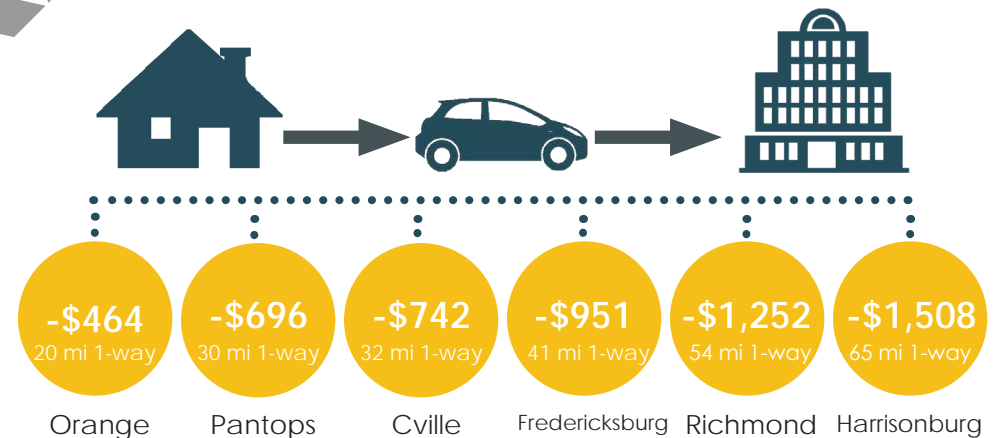 -$464
20 mi 1-way
Orange
-$696
30 mi 1-way
Pantops
-$742
32 mi 1-way
Cville
-$951
41 mi 1-way
Fredericksburg
-$1,252
54 mi 1-way
Richmond
-$1,508
65 mi 1-way
Harrisonburg